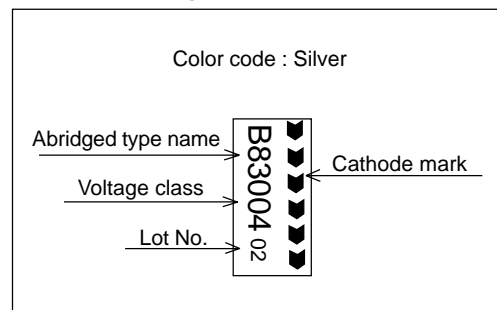 Color code : Silver
Abridged type name
Voltage class
Lot No.
B83004 02
Cathode mark